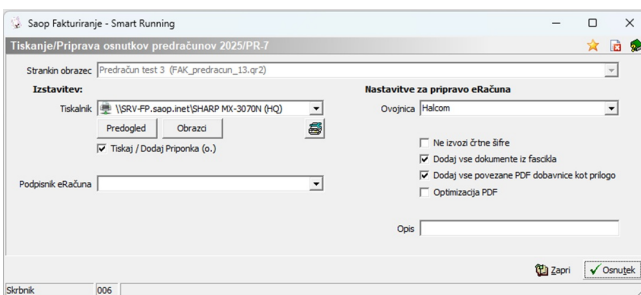 Saop Fakturiranje - Smart Running
Tiskanje/Priprava osnutkov predračunov 2025/PR-7
Strankin obrazec Predračun test 3 (FAK_predracun_13.qr2)
Izstavitev: Nastavitve za pripravo eRačuna
Tiskalnik \\SRV-FP.saop.inet\SHARP MX-3070N (HQ) Ovojnica Halcom
Predogled Obrazci
Ne izvozi črtne šifre
Tiskaj / Dodaj Priponka (o.) Dodaj vse dokumente iz fascikla
Podpisnik eRačuna Dodaj vse povezane PDF dobavnice kot prilogo
Optimizacija PDF
Opis
Zapri Osnutek
Skrbnik 006